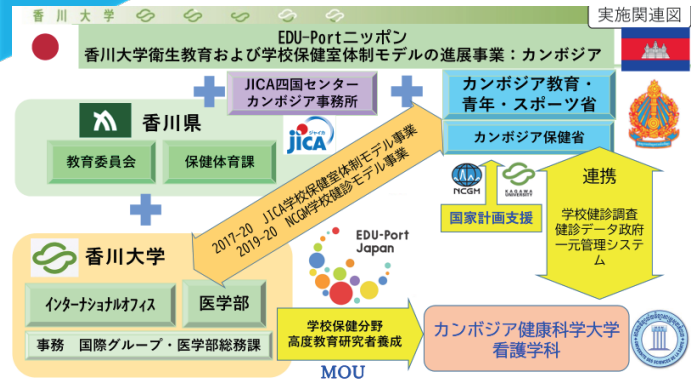 香川大学
実施関連図
EDU-Portニッポン
香川大学衛生教育および学校保健室体制モデルの進展事業：カンボジア
JICA四国センター
カンボジア事務所
カンボジア教育・
青年・スポーツ省
カンボジア保健省
香川県
教育委員会
保健体育課
ジャイカ
JICA
2017-20　JICA学校保健室体制モデル事業
2019-20　NCGM学校健診モデル事業
NCGM
KAGAWA
UNIVERSITY
国家計画支援
連携
学校健診調査
健診データ政府
一元管理システ
ム
香川大学
インターナショナルオフィス
医学部
事務　国際グループ・医学部総務課
EDU-Port
Japan
学校保健分野
高度教育研究者養成
MOU
カンボジア健康科学大学
看護学科